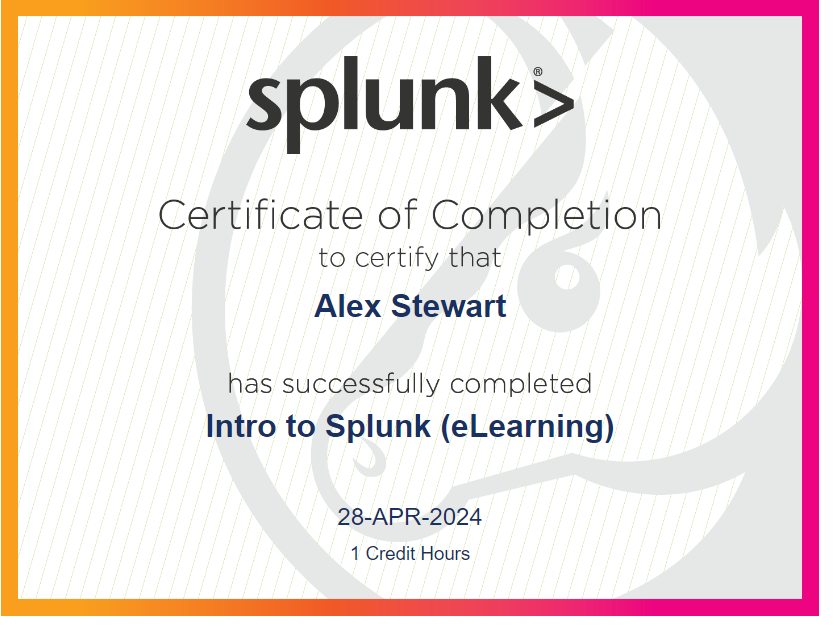 splunk>®
Certificate of Completion
to certify that
Alex Stewart
has successfully completed
Intro to Splunk (eLearning)
28-APR-2024
1 Credit Hours